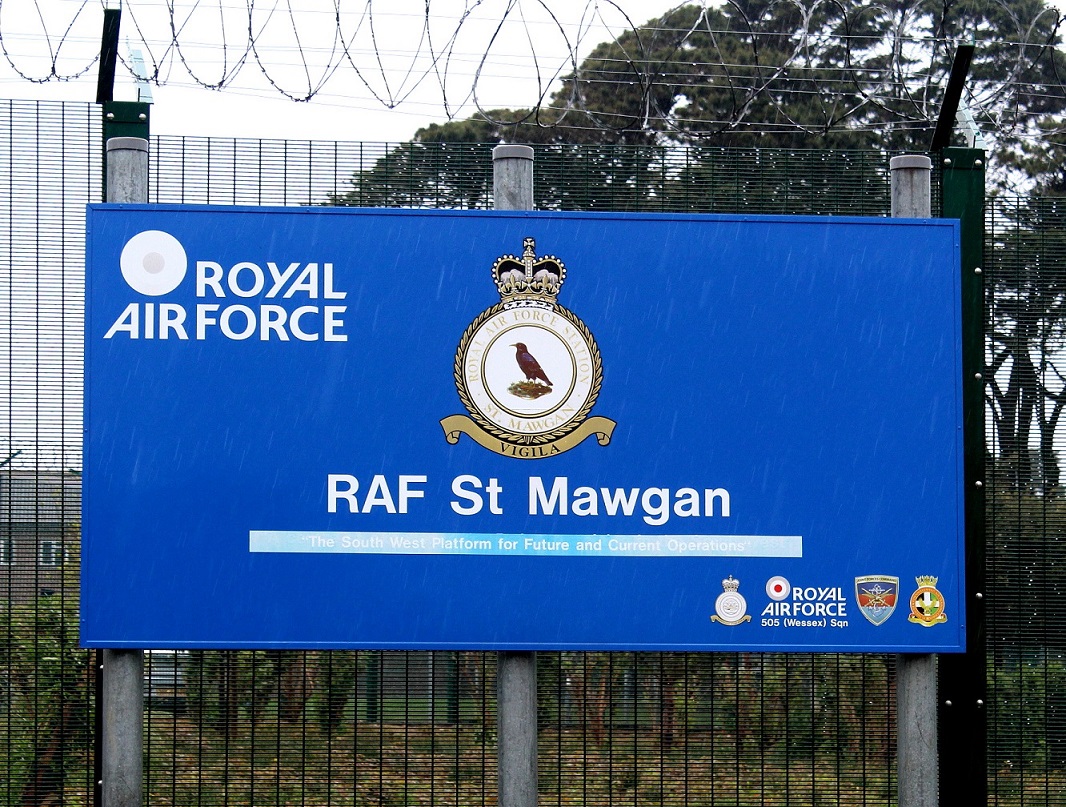 ROYAL
AIR FORCE
ROYAL AIR FORCE STATION
ST. MAWGAN
VIGILA
RAF St Mawgan
"The South West Platform for Future and Current Operations"
ROYAL
AIR FORCE
505 (Wessex) Sqn